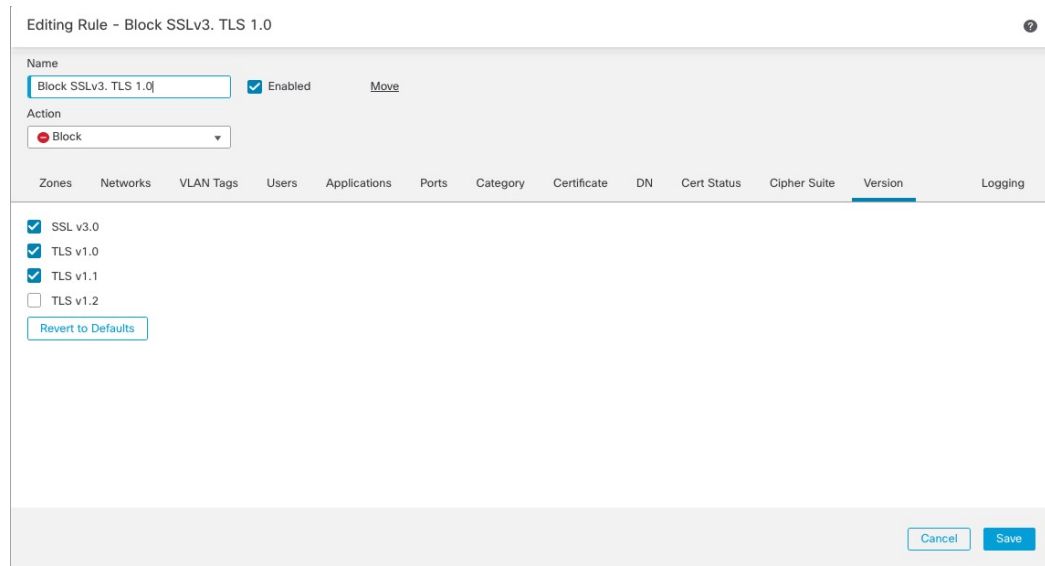 Editing Rule - Block SSLv3. TLS 1.0
Name
Block SSLv3. TLS 1.0 Enabled Move
Action
Block
Zones Networks VLAN Tags Users Applications Ports Category Certificate DN Cert Status Cipher Suite Version Logging
SSL v3.0
TLS v1.0
TLS v1.1
TLS v1.2
Revert to Defaults
Cancel Save